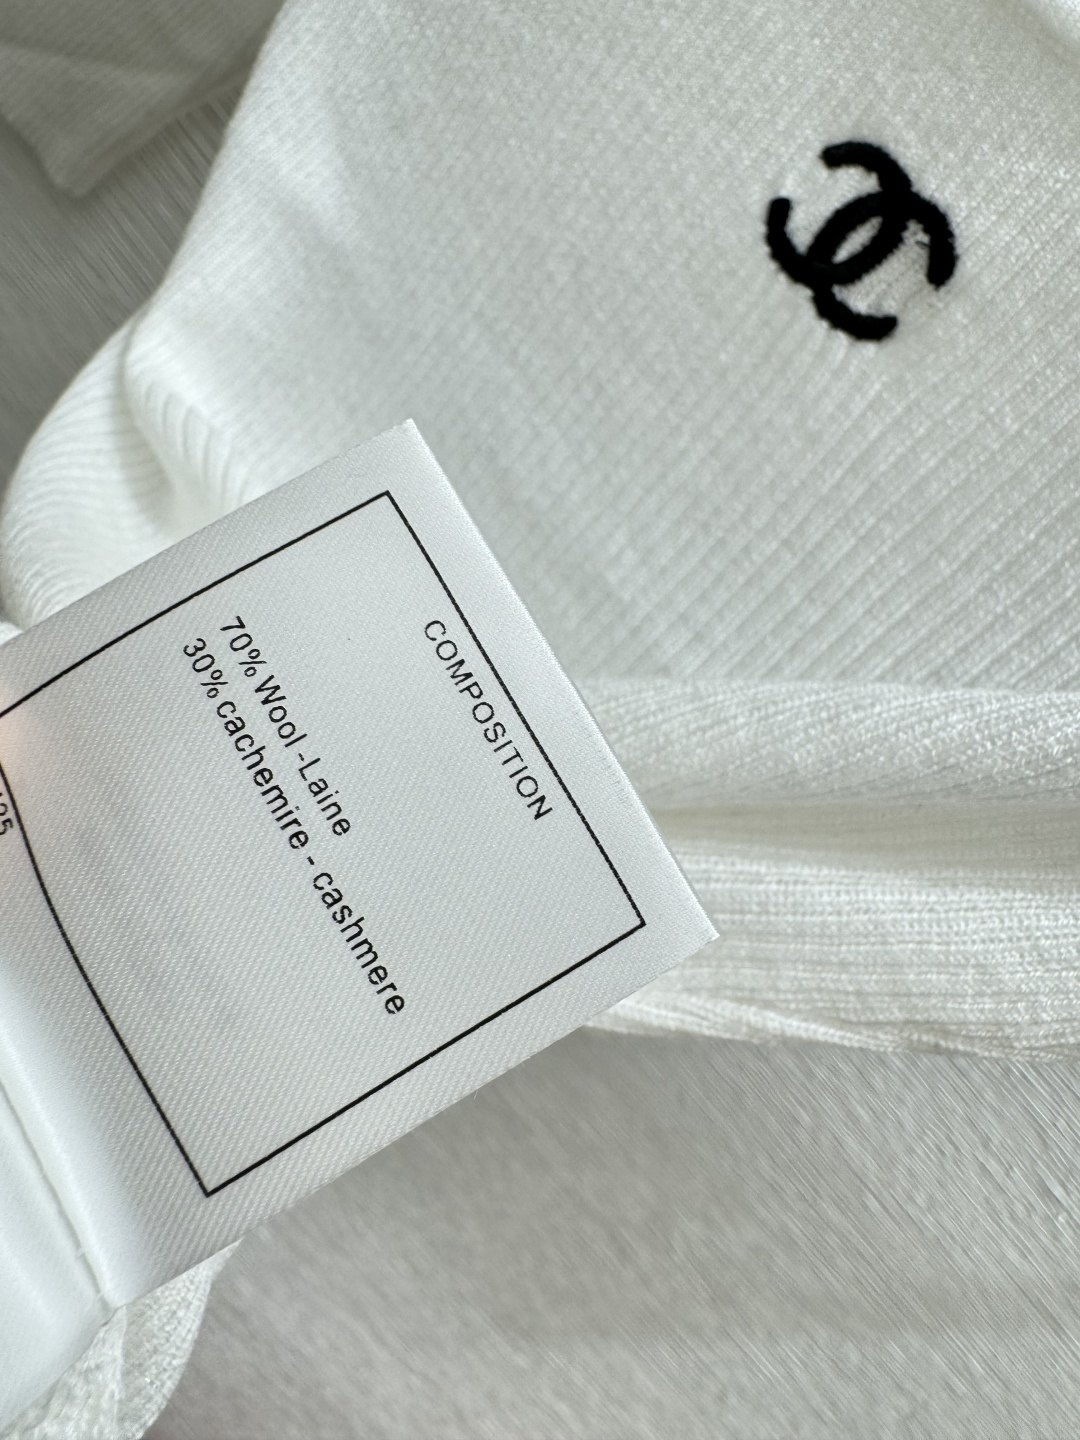 COMPOSITION
70% Wool -Laine
30% cachemire - cashmere